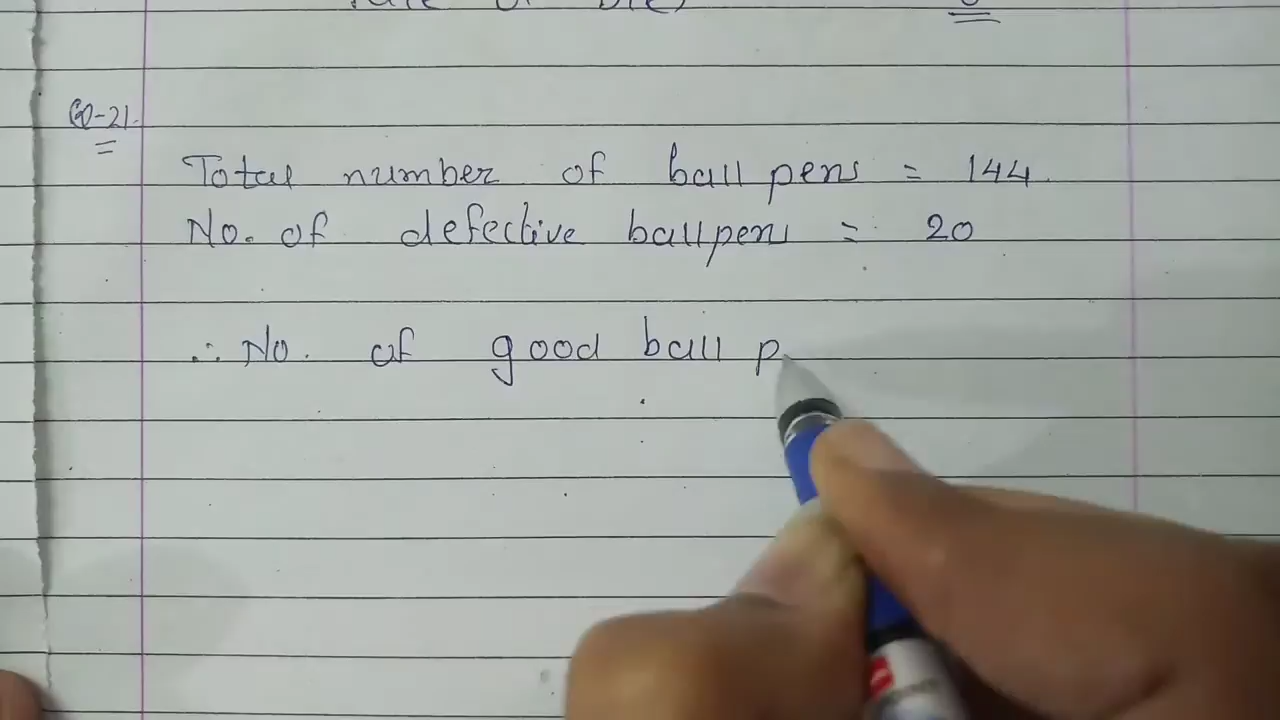 Q-21.
Total number of ball pens = 144.
No. of defective ballpens = 20
∴ No. of good ball p